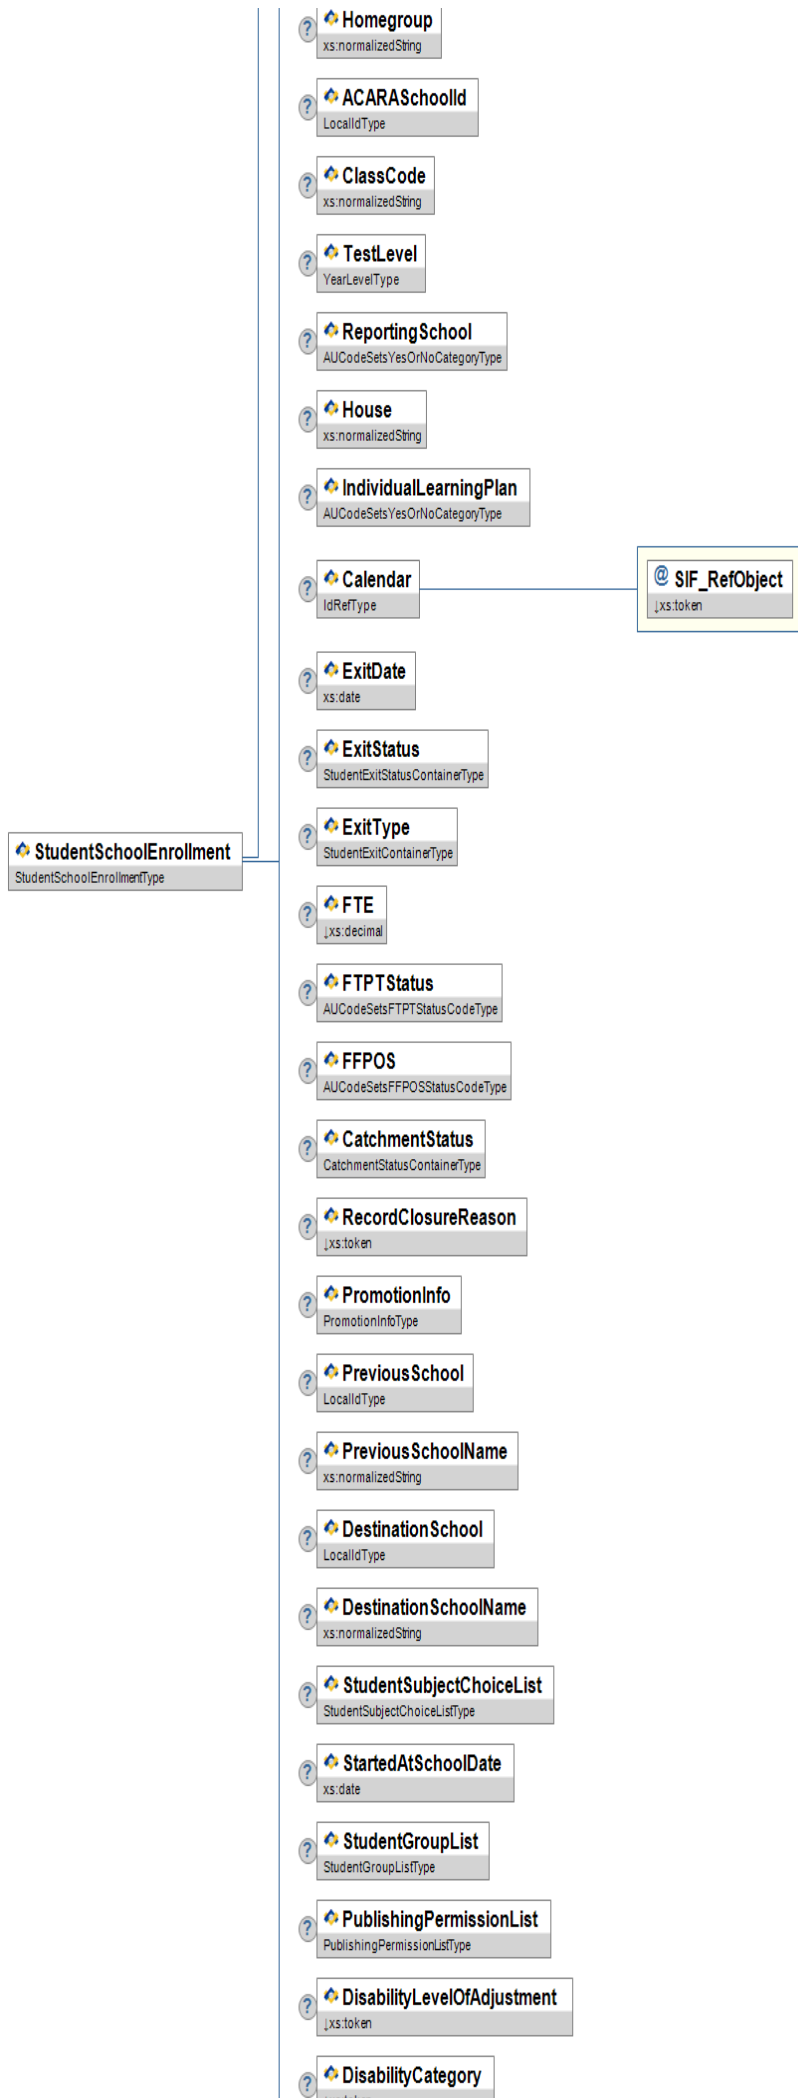 Homegroup
xs:normalizedString
?
ACARASchoolId
LocalIdType
?
ClassCode
xs:normalizedString
?
TestLevel
YearLevelType
?
ReportingSchool
AUCodeSetsYesOrNoCategoryType
?
House
xs:normalizedString
?
IndividualLearningPlan
AUCodeSetsYesOrNoCategoryType
?
Calendar
IdRefType
?
@ SIF_RefObject
↓xs:token
ExitDate
xs:date
?
ExitStatus
StudentExitStatusContainerType
?
ExitType
StudentExitContainerType
?
StudentSchoolEnrollment
StudentSchoolEnrollmentType
FTE
↓xs:decimal
?
FTPTStatus
AUCodeSetsFTPTStatusCodeType
?
FFPOS
AUCodeSetsFFPOSStatusCodeType
?
CatchmentStatus
CatchmentStatusContainerType
?
RecordClosureReason
↓xs:token
?
PromotionInfo
PromotionInfoType
?
PreviousSchool
LocalIdType
?
PreviousSchoolName
xs:normalizedString
?
DestinationSchool
LocalIdType
?
DestinationSchoolName
xs:normalizedString
?
StudentSubjectChoiceList
StudentSubjectChoiceListType
?
StartedAtSchoolDate
xs:date
?
StudentGroupList
StudentGroupListType
?
PublishingPermissionList
PublishingPermissionListType
?
DisabilityLevelOfAdjustment
↓xs:token
?
DisabilityCategory
?